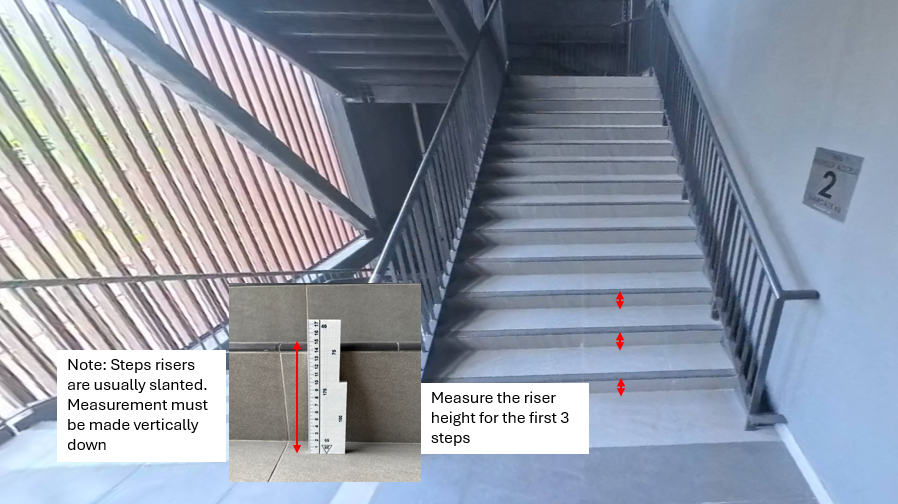 2
Note: Steps risers
are usually slanted.
Measurement must
be made vertically
down
Measure the riser
height for the first 3
steps